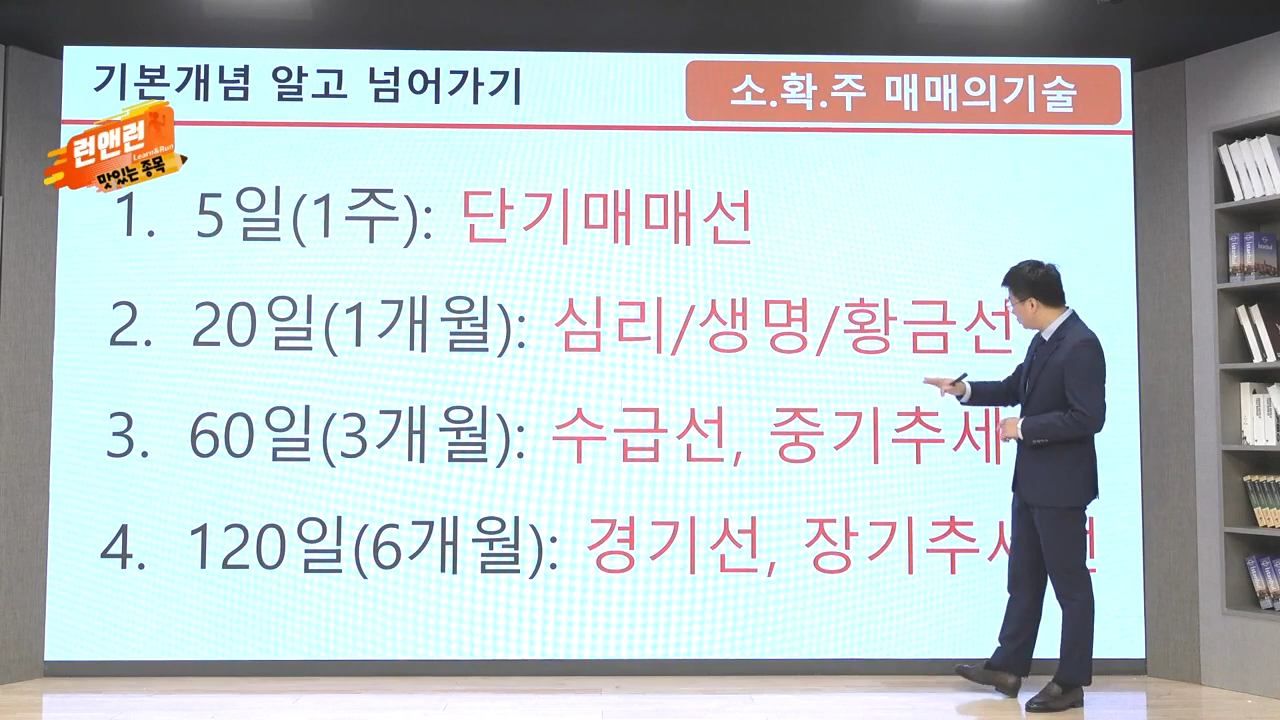 기본개념 알고 넘어가기
소.확.주 매매의기술
런앤런
Learn&Run
맛있는 종목
1. 5일(1주): 단기매매선
2. 20일(1개월): 심리/생명/황금선
3. 60일(3개월): 수급선, 중기추세
4. 120일(6개월): 경기선,